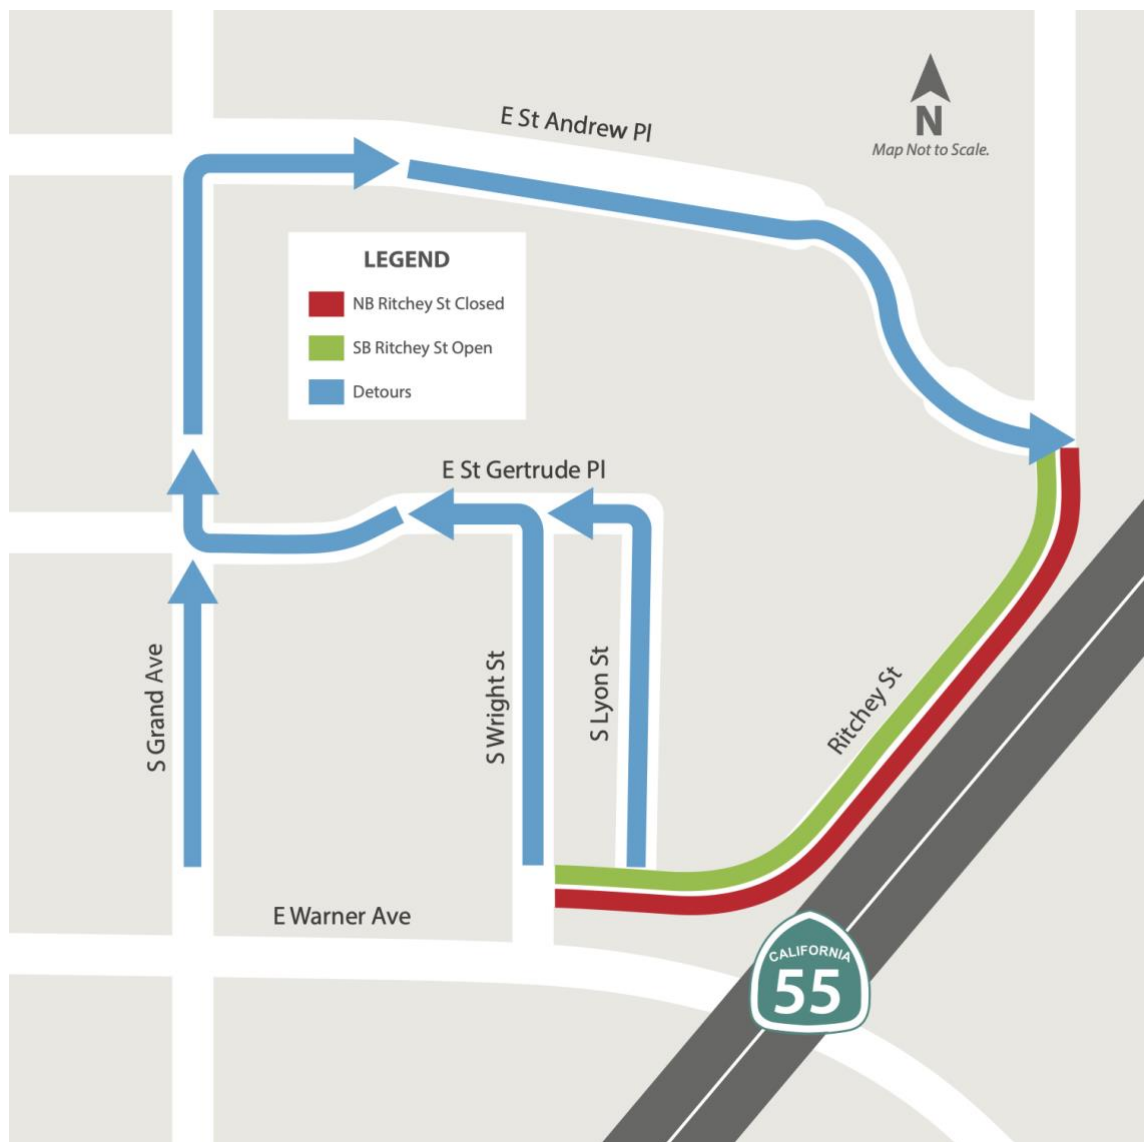 E St Andrew Pl
N
Map Not to Scale.
LEGEND
NB Ritchey St Closed
SB Ritchey St Open
Detours
E St Gertrude Pl
S Grand Ave
S Wright St
S Lyon St
Ritchey St
E Warner Ave
CALIFORNIA
55